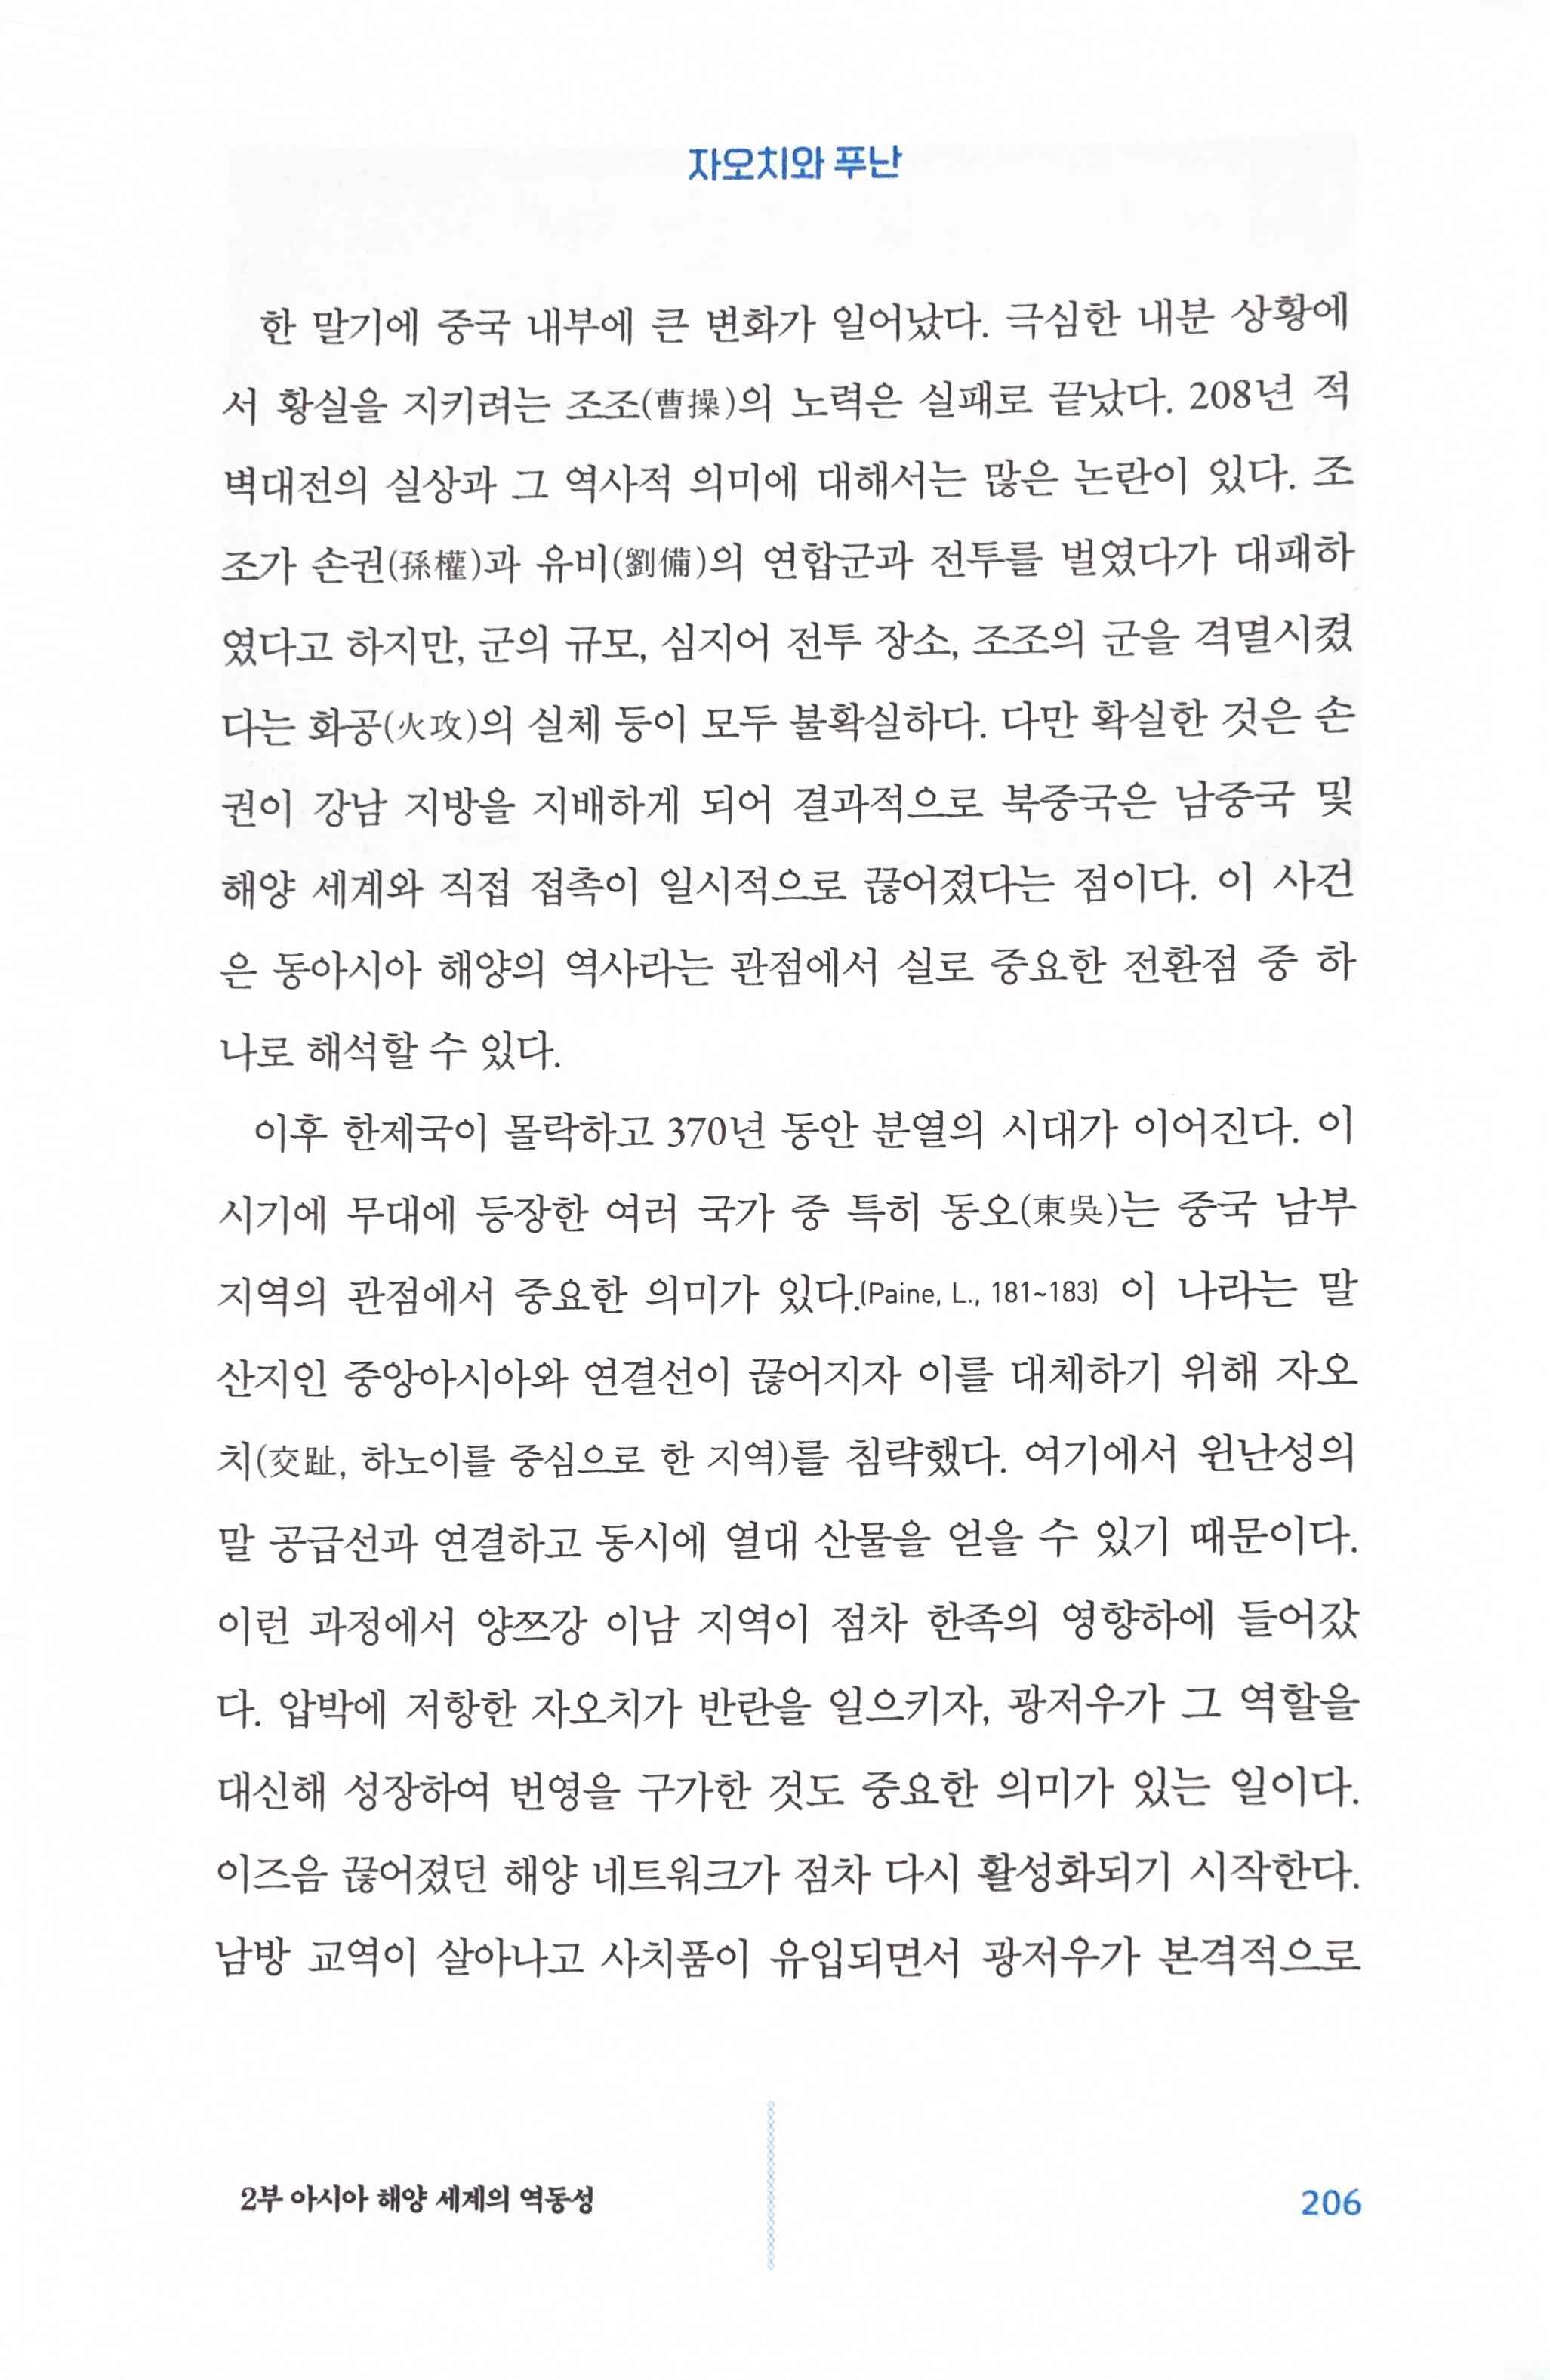 자오치와 푸난
한 말기에 중국 내부에 큰 변화가 일어났다. 극심한 내분 상황에
서 황실을 지키려는 조조(曹操)의 노력은 실패로 끝났다. 208년 적
벽대전의 실상과 그 역사적 의미에 대해서는 많은 논란이 있다. 조
조가 손권(孫權)과 유비(劉備)의 연합군과 전투를 벌였다가 대패하
였다고 하지만, 군의 규모, 심지어 전투 장소, 조조의 군을 격멸시켰
다는 화공(火攻)의 실체 등이 모두 불확실하다. 다만 확실한 것은 손
권이 강남 지방을 지배하게 되어 결과적으로 북중국은 남중국 및
해양 세계와 직접 접촉이 일시적으로 끊어졌다는 점이다. 이 사건
은 동아시아 해양의 역사라는 관점에서 실로 중요한 전환점 중 하
나로 해석할 수 있다.
이후 한제국이 몰락하고 370년 동안 분열의 시대가 이어진다. 이
시기에 무대에 등장한 여러 국가 중 특히 동오(東吳)는 중국 남부
지역의 관점에서 중요한 의미가 있다.(Paine, L., 181~183) 이 나라는 말
산지인 중앙아시아와 연결선이 끊어지자 이를 대체하기 위해 자오
치(交趾, 하노이를 중심으로 한 지역)를 침략했다. 여기에서 윈난성의
말 공급선과 연결하고 동시에 열대 산물을 얻을 수 있기 때문이다.
이런 과정에서 양쯔강 이남 지역이 점차 한족의 영향하에 들어갔
다. 압박에 저항한 자오치가 반란을 일으키자, 광저우가 그 역할을
대신해 성장하여 번영을 구가한 것도 중요한 의미가 있는 일이다.
이즈음 끊어졌던 해양 네트워크가 점차 다시 활성화되기 시작한다.
남방 교역이 살아나고 사치품이 유입되면서 광저우가 본격적으로
2부 아시아 해양 세계의 역동성
206